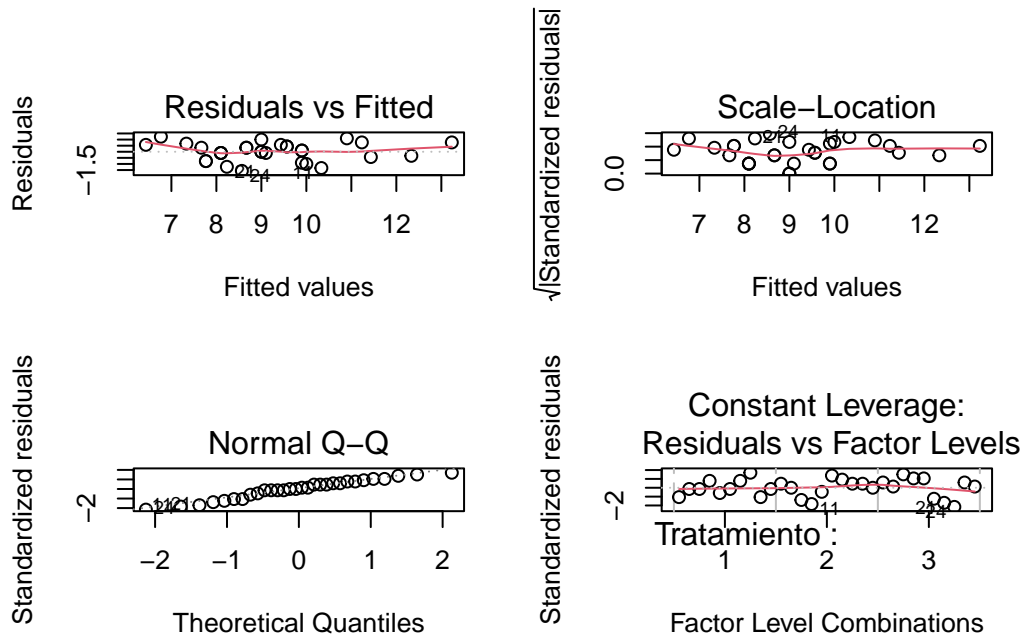 Residuals vs Fitted
Residuals
−1.5
21
24
11
7 8 9 10 12
Fitted values
Scale−Location
√|Standardized residuals|
0.0
21
24
11
7 8 9 10 12
Fitted values
Normal Q−Q
Standardized residuals
−2
−2 −1 0 1 2
Theoretical Quantiles
Constant Leverage:
Residuals vs Factor Levels
Standardized residuals
−2
11
21
24
Tratamiento :
1 2 3
Factor Level Combinations